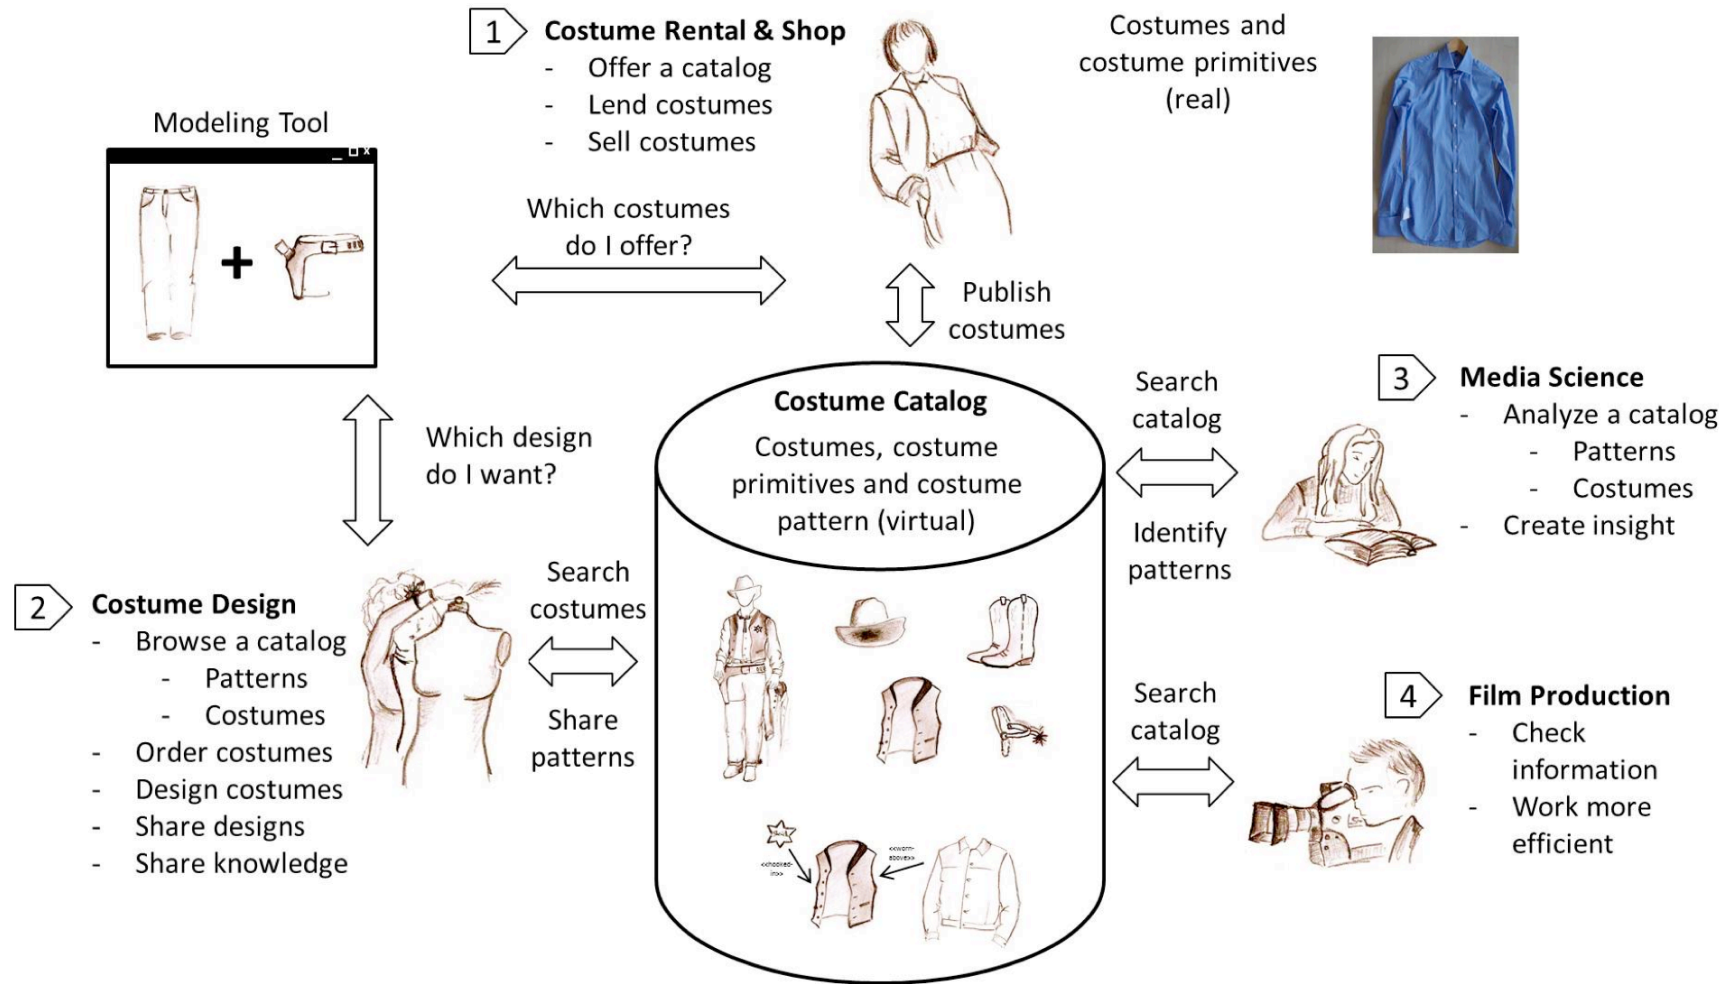 1
Costume Rental & Shop
- Offer a catalog
- Lend costumes
- Sell costumes
Costumes and
costume primitives
(real)
Modeling Tool
_ □ x
+
Which costumes
do I offer?
Publish
costumes
Which design
do I want?
Costume Catalog
Costumes, costume
primitives and costume
pattern (virtual)
Search
catalog
Identify
patterns
3
Media Science
- Analyze a catalog
- Patterns
- Costumes
- Create insight
2
Costume Design
- Browse a catalog
- Patterns
- Costumes
- Order costumes
- Design costumes
- Share designs
- Share knowledge
Search
costumes
Share
patterns
Search
catalog
4
Film Production
- Check
information
- Work more
efficient
<<hooked-
in>>
<<worn-
above>>